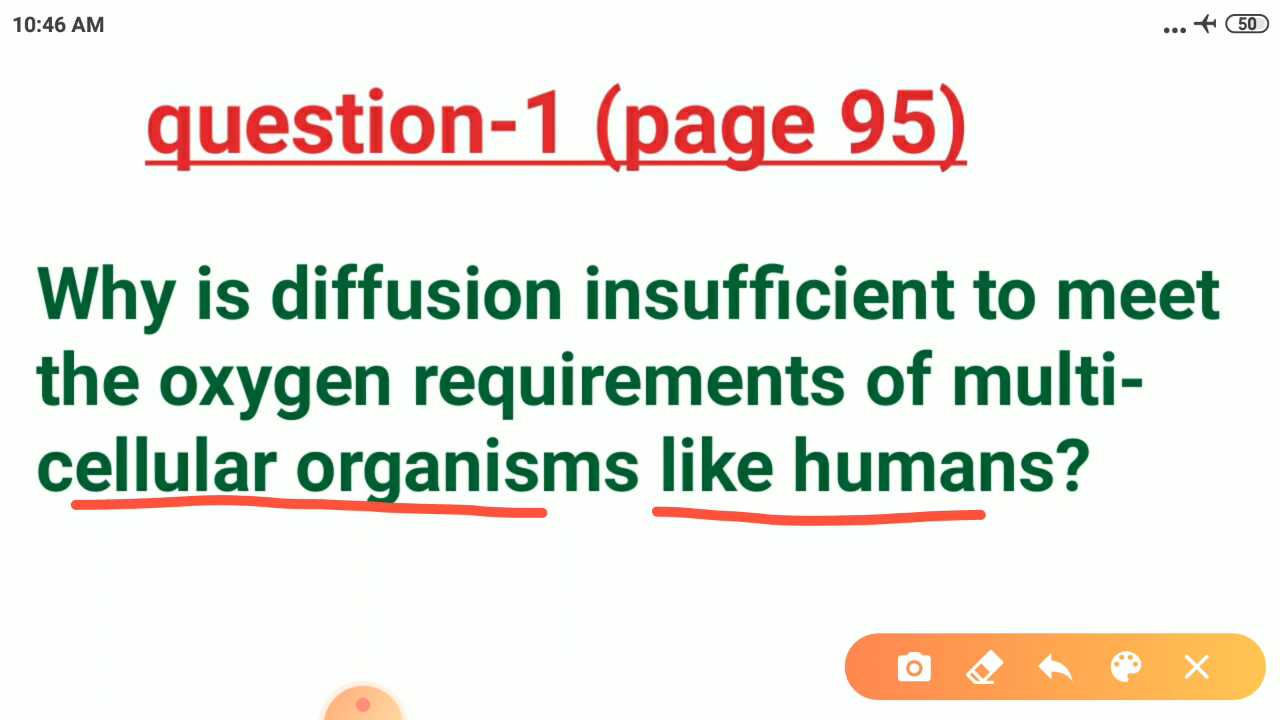 10:46 AM
... 50
question-1 (page 95)
Why is diffusion insufficient to meet
the oxygen requirements of multi-
cellular organisms like humans?